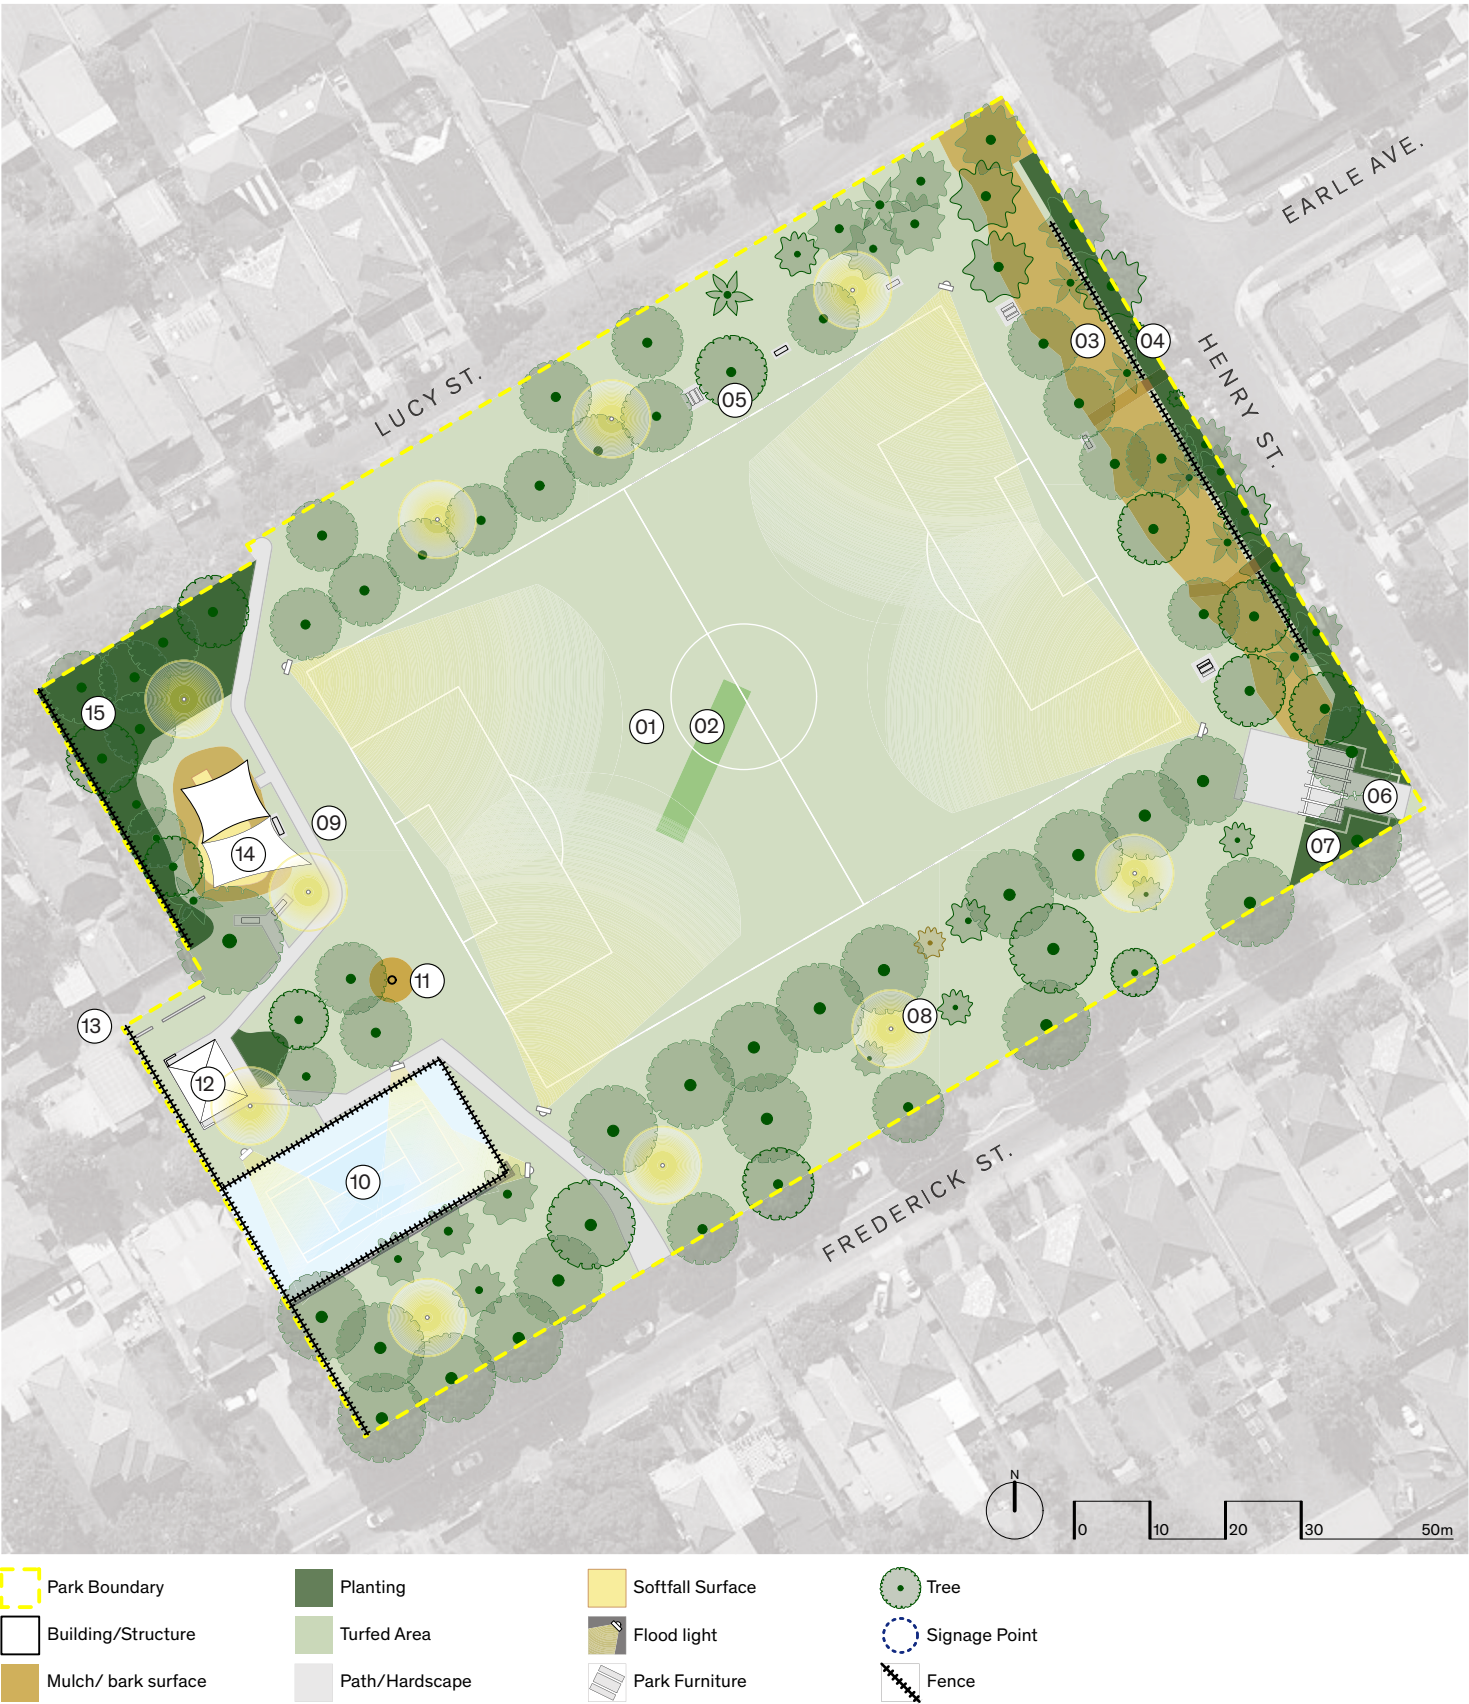 EARLE AVE.
HENRY ST.
LUCY ST.
03
04
05
15
01
02
06
07
09
14
11
13
12
08
10
FREDERICK ST.
N
0 10 20 30 50m
Park Boundary
Planting
Softfall Surface
Tree
Building/Structure
Turfed Area
Flood light
Signage Point
Mulch/ bark surface
Path/Hardscape
Park Furniture
Fence